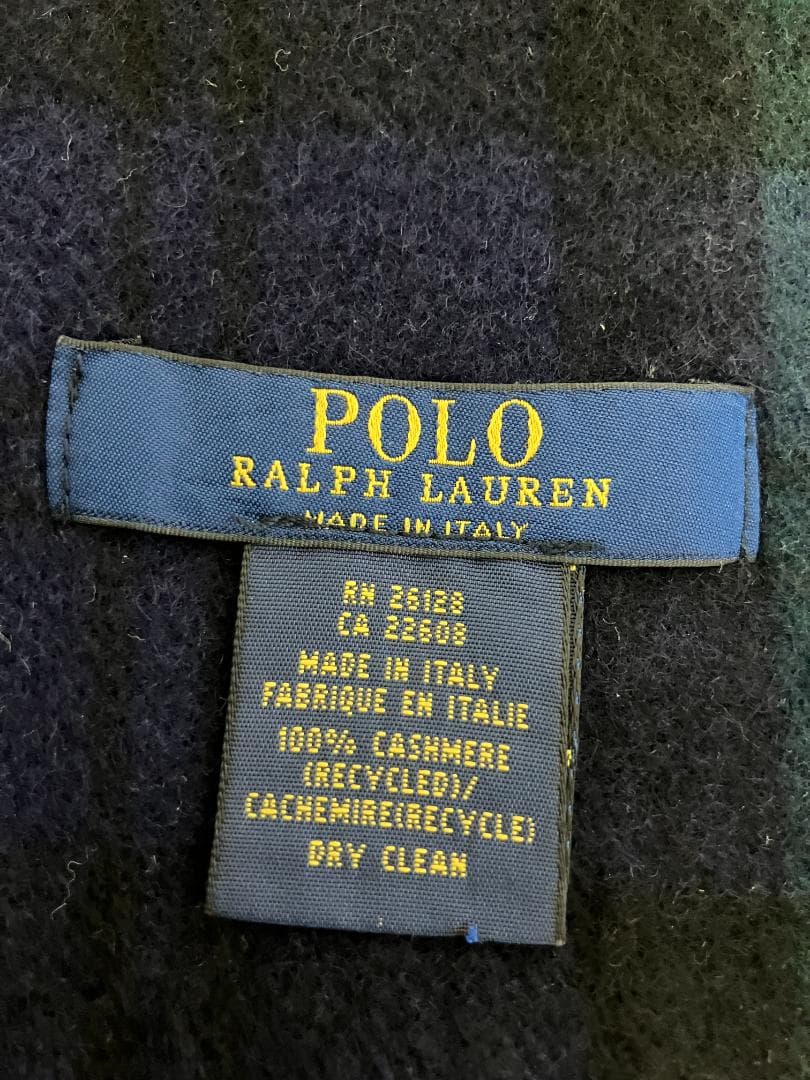 POLO
RALPH LAUREN
MADE IN ITALY
RN 26128
CA 22608
MADE IN ITALY
FABRIQUE EN ITALIE
100% CASHMERE
(RECYCLED)/
CACHEMIRE(RECYCLE)
DRY CLEAN